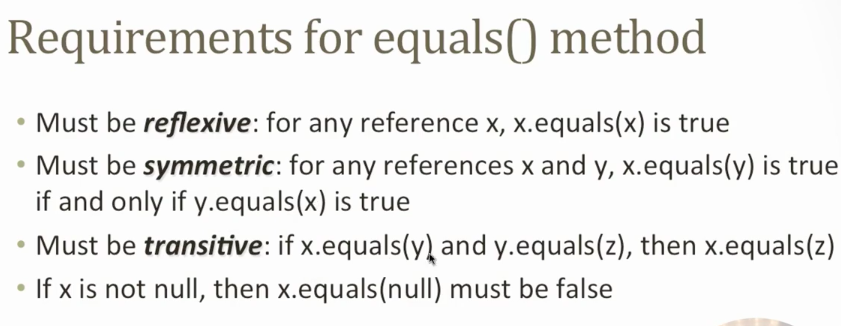 Requirements for equals() method
• Must be reflexive: for any reference x, x.equals(x) is true
• Must be symmetric: for any references x and y, x.equals(y) is true
if and only if y.equals(x) is true
• Must be transitive: if x.equals(y) and y.equals(z), then x.equals(z)
• If x is not null, then x.equals(null) must be false